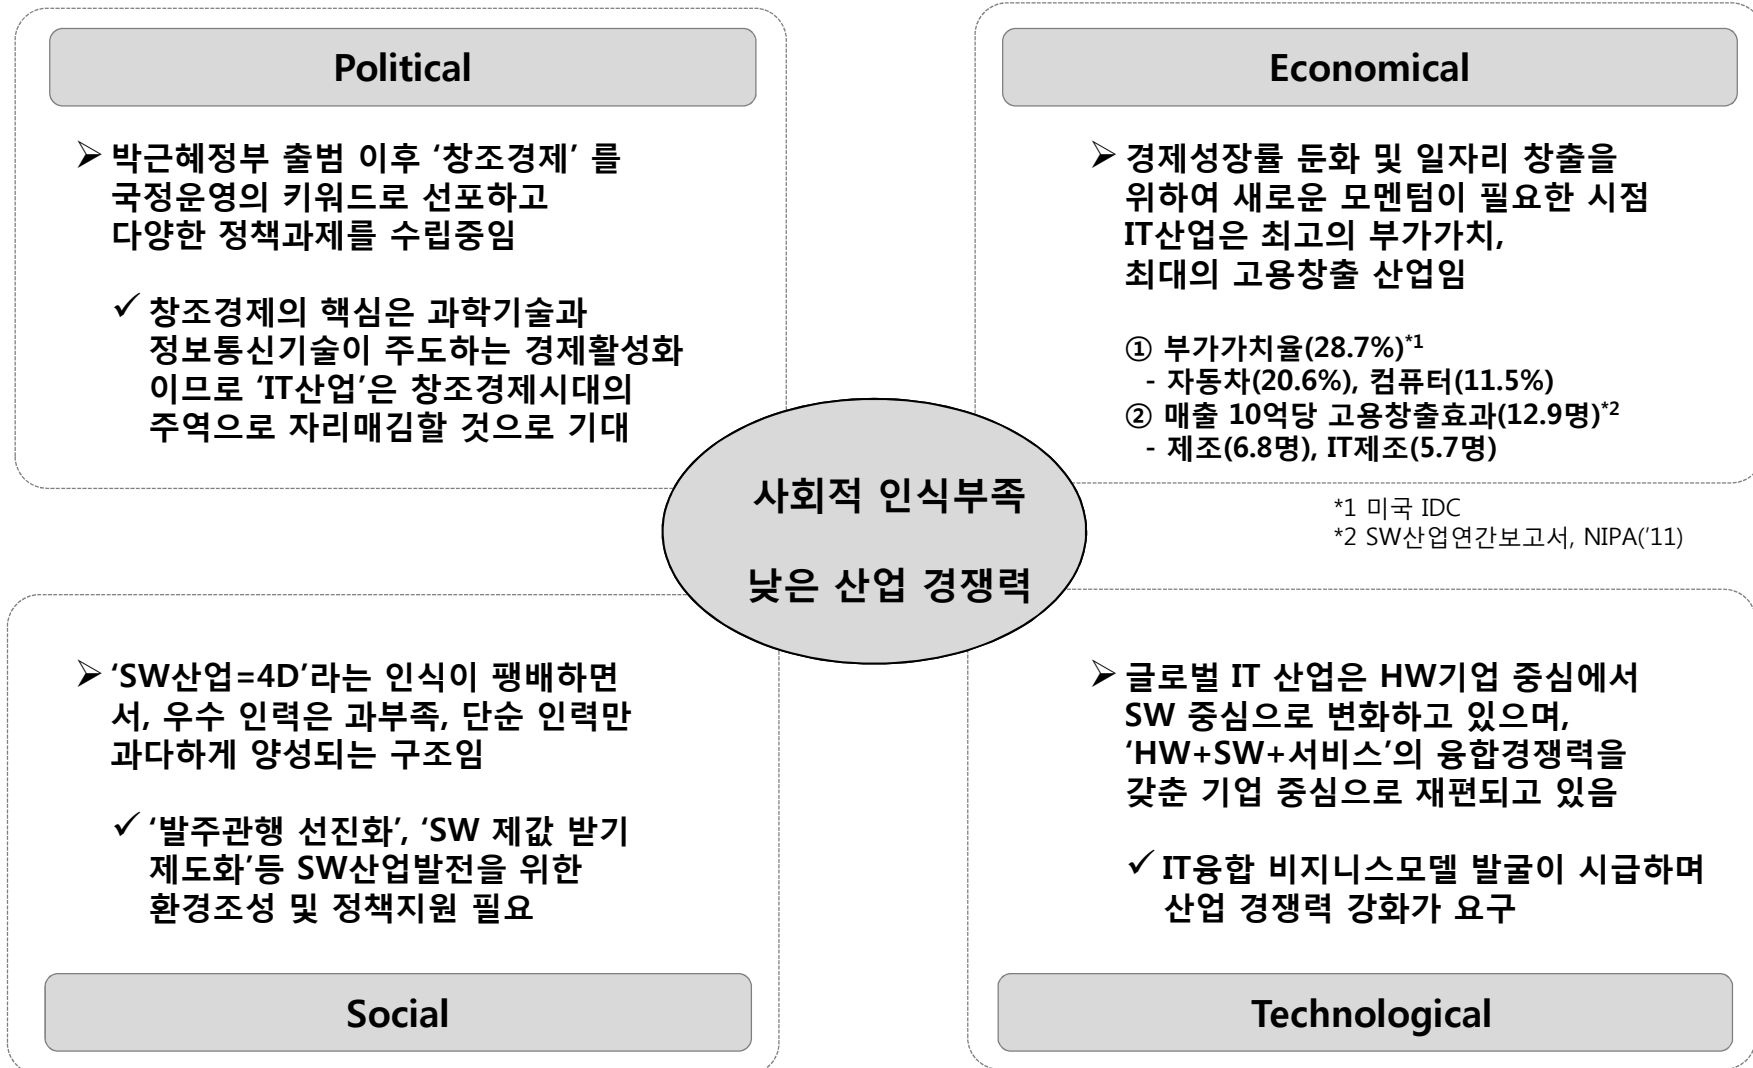 Political
➢ 박근혜정부 출범 이후 ‘창조경제’ 를
국정운영의 키워드로 선포하고
다양한 정책과제를 수립중임
✓ 창조경제의 핵심은 과학기술과
정보통신기술이 주도하는 경제활성화
이므로 ‘IT산업’은 창조경제시대의
주역으로 자리매김할 것으로 기대
Economical
➢ 경제성장률 둔화 및 일자리 창출을
위하여 새로운 모멘텀이 필요한 시점
IT산업은 최고의 부가가치,
최대의 고용창출 산업임
① 부가가치율(28.7%)*1
- 자동차(20.6%), 컴퓨터(11.5%)
② 매출 10억당 고용창출효과(12.9명)*2
- 제조(6.8명), IT제조(5.7명)
*1 미국 IDC
*2 SW산업연간보고서, NIPA(’11)
사회적 인식부족
낮은 산업 경쟁력
➢ ‘SW산업=4D’라는 인식이 팽배하면
서, 우수 인력은 과부족, 단순 인력만
과다하게 양성되는 구조임
✓ ‘발주관행 선진화’, ‘SW 제값 받기
제도화’등 SW산업발전을 위한
환경조성 및 정책지원 필요
Social
➢ 글로벌 IT 산업은 HW기업 중심에서
SW 중심으로 변화하고 있으며,
‘HW+SW+서비스’의 융합경쟁력을
갖춘 기업 중심으로 재편되고 있음
✓ IT융합 비지니스모델 발굴이 시급하며
산업 경쟁력 강화가 요구
Technological